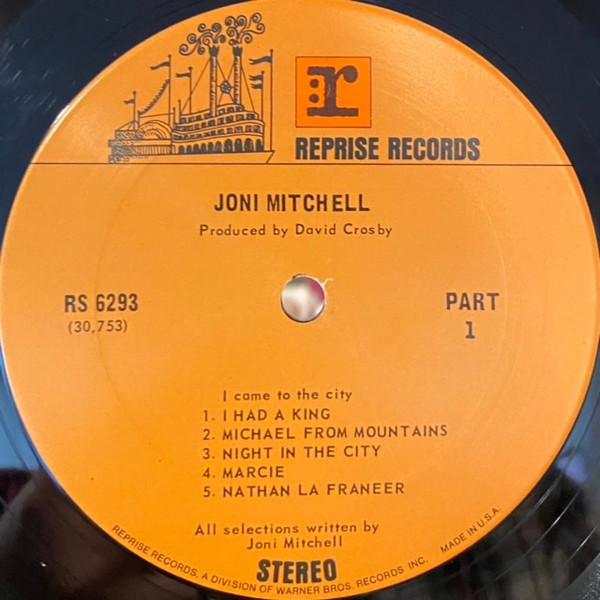 :r
REPRISE RECORDS
JONI MITCHELL
Produced by David Crosby
RS 6293
(30,753)
PART
1
I came to the city
1. I HAD A KING
2. MICHAEL FROM MOUNTAINS
3. NIGHT IN THE CITY
4. MARCIE
5. NATHAN LA FRANEER
All selections written by
Joni Mitchell
STEREO
REPRISE RECORDS, A DIVISION OF WARNER BROS. RECORDS INC. MADE IN U.S.A.